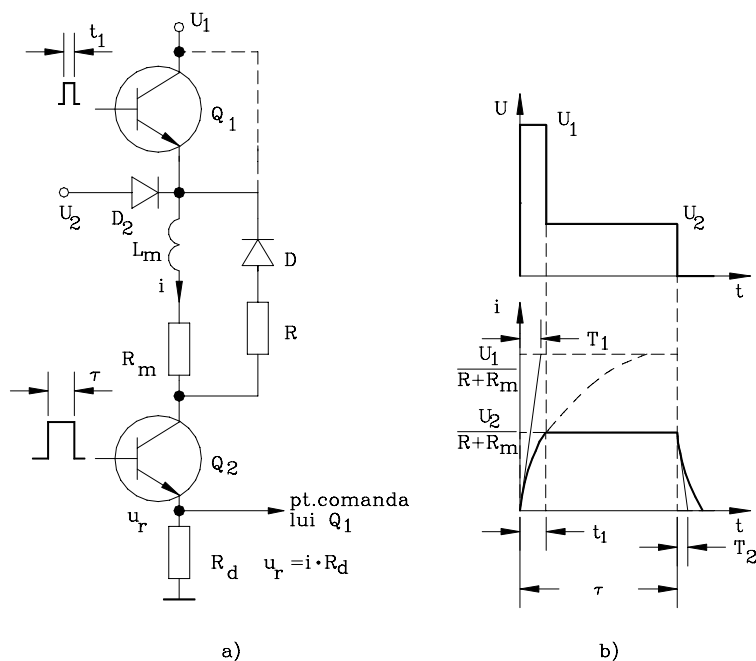 U1
t1
Q1
U2
D2
Lm
D
i
R
Rm
τ
Q2
ur
pt.comanda
lui Q1
Rd
ur = i·Rd
a)
U
U1
U2
t
i
T1
U1
R+Rm
U2
R+Rm
t
t1
T2
τ
b)